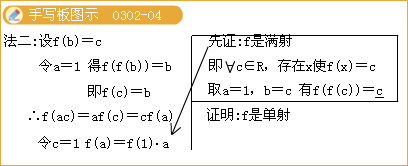 手写板图示 0302-04
法二:设f(b)=c
令a=1 得f(f(b))=b
即f(c)=b
∴f(ac)=af(c)=cf(a)
令c=1 f(a)=f(1)·a
先证:f是满射
即∀c∈R，存在x使f(x)=c
取a=1，b=c 有f(f(c))=c
证明:f是单射